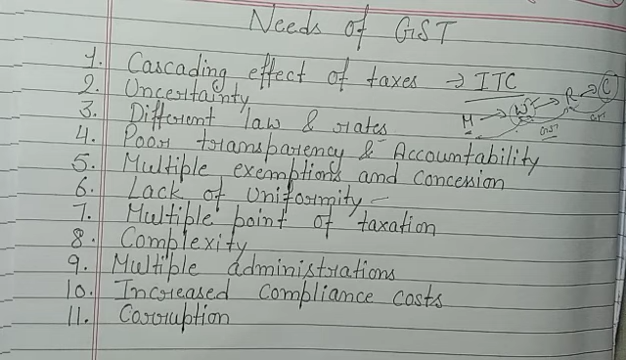 Needs of GST
1. Cascading effect of taxes → ITC
2. Uncertainty
3. Different law & rates
M → W → R → C
4. Poor transparency & Accountability
5. Multiple exemptions and concession
6. Lack of Uniformity –
7. Multiple point of taxation
8. Complexity
9. Multiple administrations
10. Increased compliance costs
11. Corruption